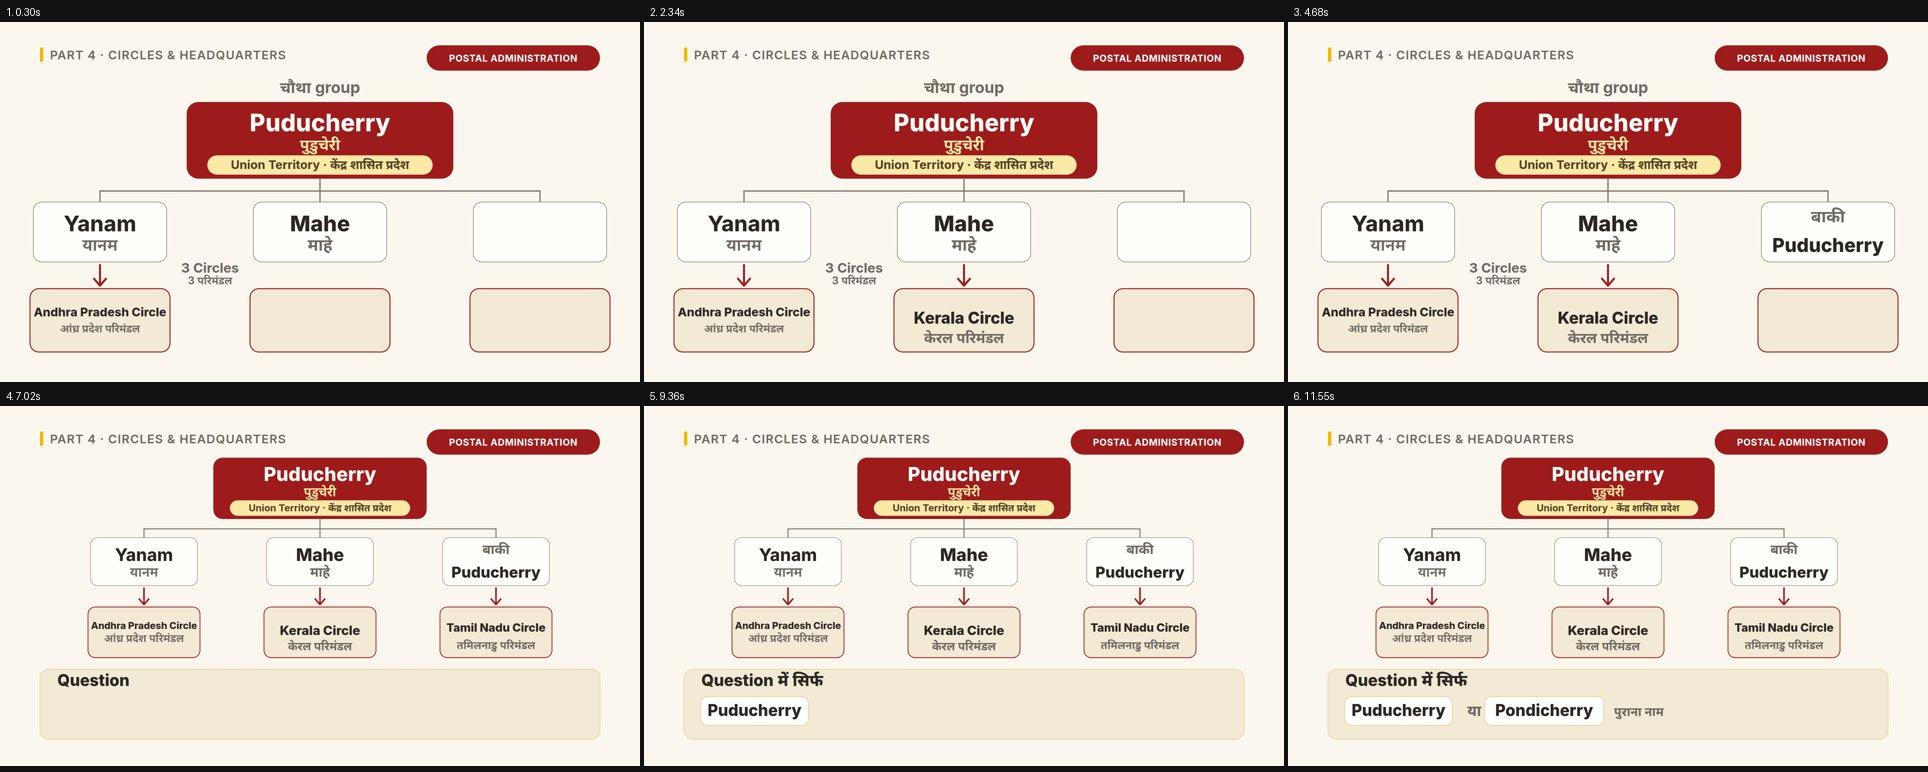 1. 0.30s
PART 4 · CIRCLES & HEADQUARTERS
POSTAL ADMINISTRATION
चौथा group
Puducherry
पुडुचेरी
Union Territory · केंद्र शासित प्रदेश
Yanam
यानम
Mahe
माहे
3 Circles
3 परिमंडल
Andhra Pradesh Circle
आंध्र प्रदेश परिमंडल
2. 2.34s
PART 4 · CIRCLES & HEADQUARTERS
POSTAL ADMINISTRATION
चौथा group
Puducherry
पुडुचेरी
Union Territory · केंद्र शासित प्रदेश
Yanam
यानम
Mahe
माहे
3 Circles
3 परिमंडल
Andhra Pradesh Circle
आंध्र प्रदेश परिमंडल
Kerala Circle
केरल परिमंडल
3. 4.68s
PART 4 · CIRCLES & HEADQUARTERS
POSTAL ADMINISTRATION
चौथा group
Puducherry
पुडुचेरी
Union Territory · केंद्र शासित प्रदेश
Yanam
यानम
Mahe
माहे
बाकी
Puducherry
3 Circles
3 परिमंडल
Andhra Pradesh Circle
आंध्र प्रदेश परिमंडल
Kerala Circle
केरल परिमंडल
4. 7.02s
PART 4 · CIRCLES & HEADQUARTERS
POSTAL ADMINISTRATION
Puducherry
पुडुचेरी
Union Territory · केंद्र शासित प्रदेश
Yanam
यानम
Mahe
माहे
बाकी
Puducherry
Andhra Pradesh Circle
आंध्र प्रदेश परिमंडल
Kerala Circle
केरल परिमंडल
Tamil Nadu Circle
तमिलनाडु परिमंडल
Question
5. 9.36s
PART 4 · CIRCLES & HEADQUARTERS
POSTAL ADMINISTRATION
Puducherry
पुडुचेरी
Union Territory · केंद्र शासित प्रदेश
Yanam
यानम
Mahe
माहे
बाकी
Puducherry
Andhra Pradesh Circle
आंध्र प्रदेश परिमंडल
Kerala Circle
केरल परिमंडल
Tamil Nadu Circle
तमिलनाडु परिमंडल
Question में सिर्फ
Puducherry
6. 11.55s
PART 4 · CIRCLES & HEADQUARTERS
POSTAL ADMINISTRATION
Puducherry
पुडुचेरी
Union Territory · केंद्र शासित प्रदेश
Yanam
यानम
Mahe
माहे
बाकी
Puducherry
Andhra Pradesh Circle
आंध्र प्रदेश परिमंडल
Kerala Circle
केरल परिमंडल
Tamil Nadu Circle
तमिलनाडु परिमंडल
Question में सिर्फ
Puducherry या Pondicherry पुराना नाम